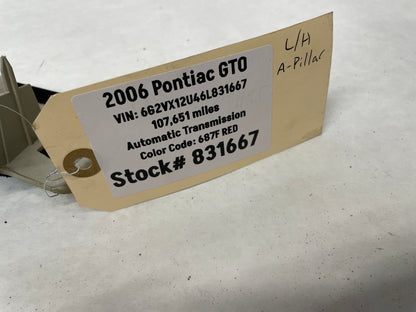 2006 Pontiac GTO
VIN: 6G2VX12U46L831667
107,651 miles
Automatic Transmission
Color Code: 687F RED
Stock# 831667
L/H
A-Pillar